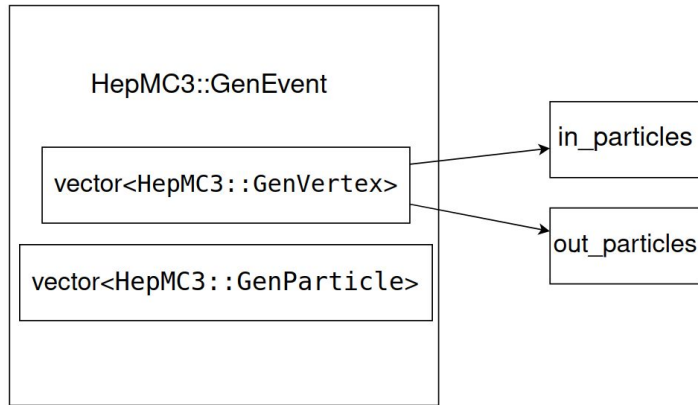 HepMC3::GenEvent
vector<HepMC3::GenVertex>
vector<HepMC3::GenParticle>
in_particles
out_particles